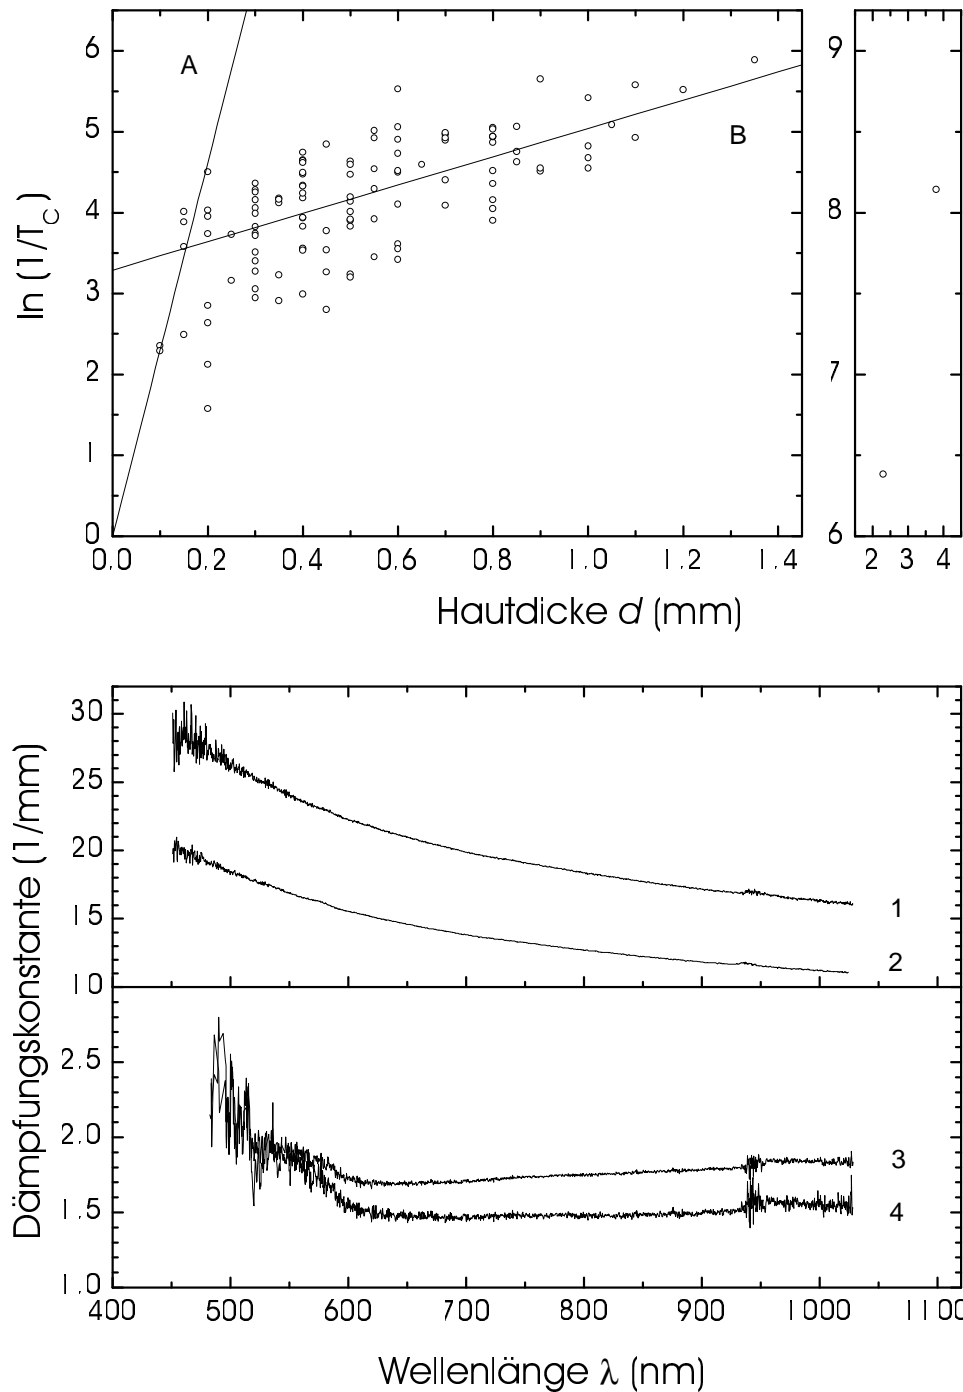 6
5
4
3
2
1
0
ln (1/T_C)
A
B
0,0 0,2 0,4 0,6 0,8 1,0 1,2 1,4
Hautdicke d (mm)
9
8
7
6
2 3 4
30
25
20
15
10
2,5
2,0
1,5
1,0
Dämpfungskonstante (1/mm)
1
2
3
4
400 500 600 700 800 900 1000 1100
Wellenlänge λ (nm)